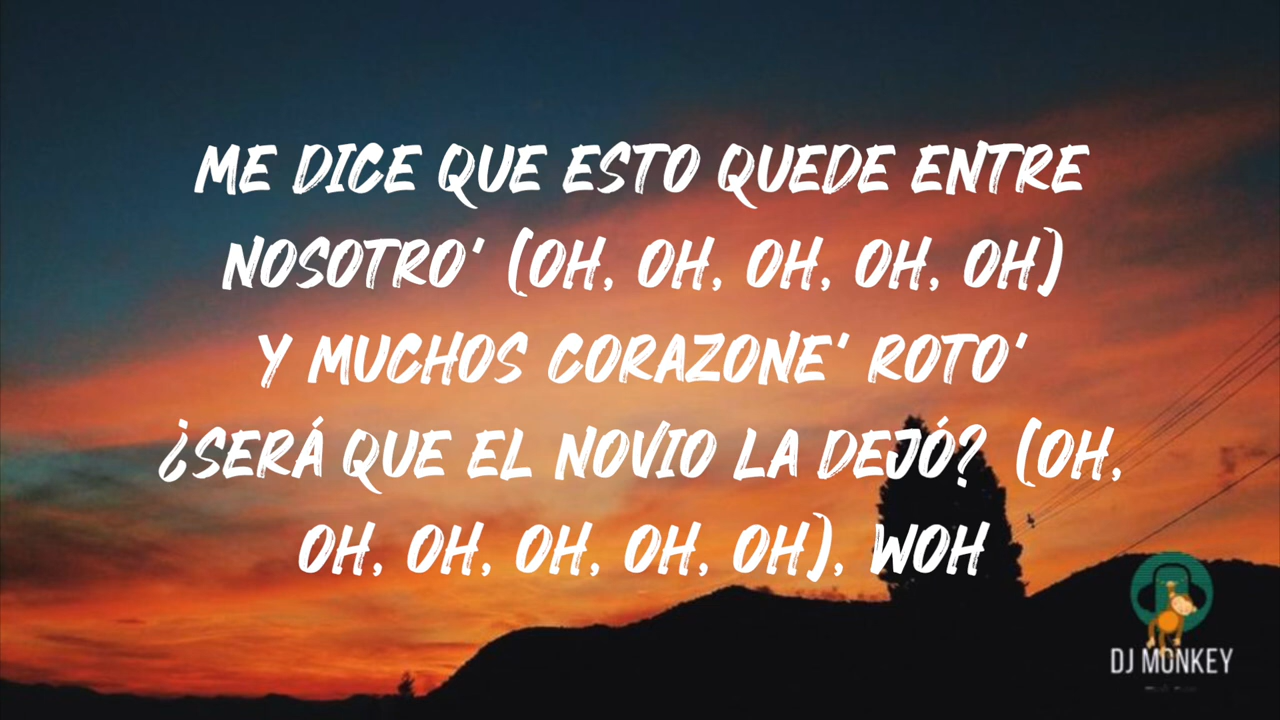 ME DICE QUE ESTO QUEDE ENTRE
NOSOTRO' (OH, OH, OH, OH, OH)
Y MUCHOS CORAZONE' ROTO'
¿SERÁ QUE EL NOVIO LA DEJÓ? (OH,
OH, OH, OH, OH, OH), WOH
DJ MONKEY